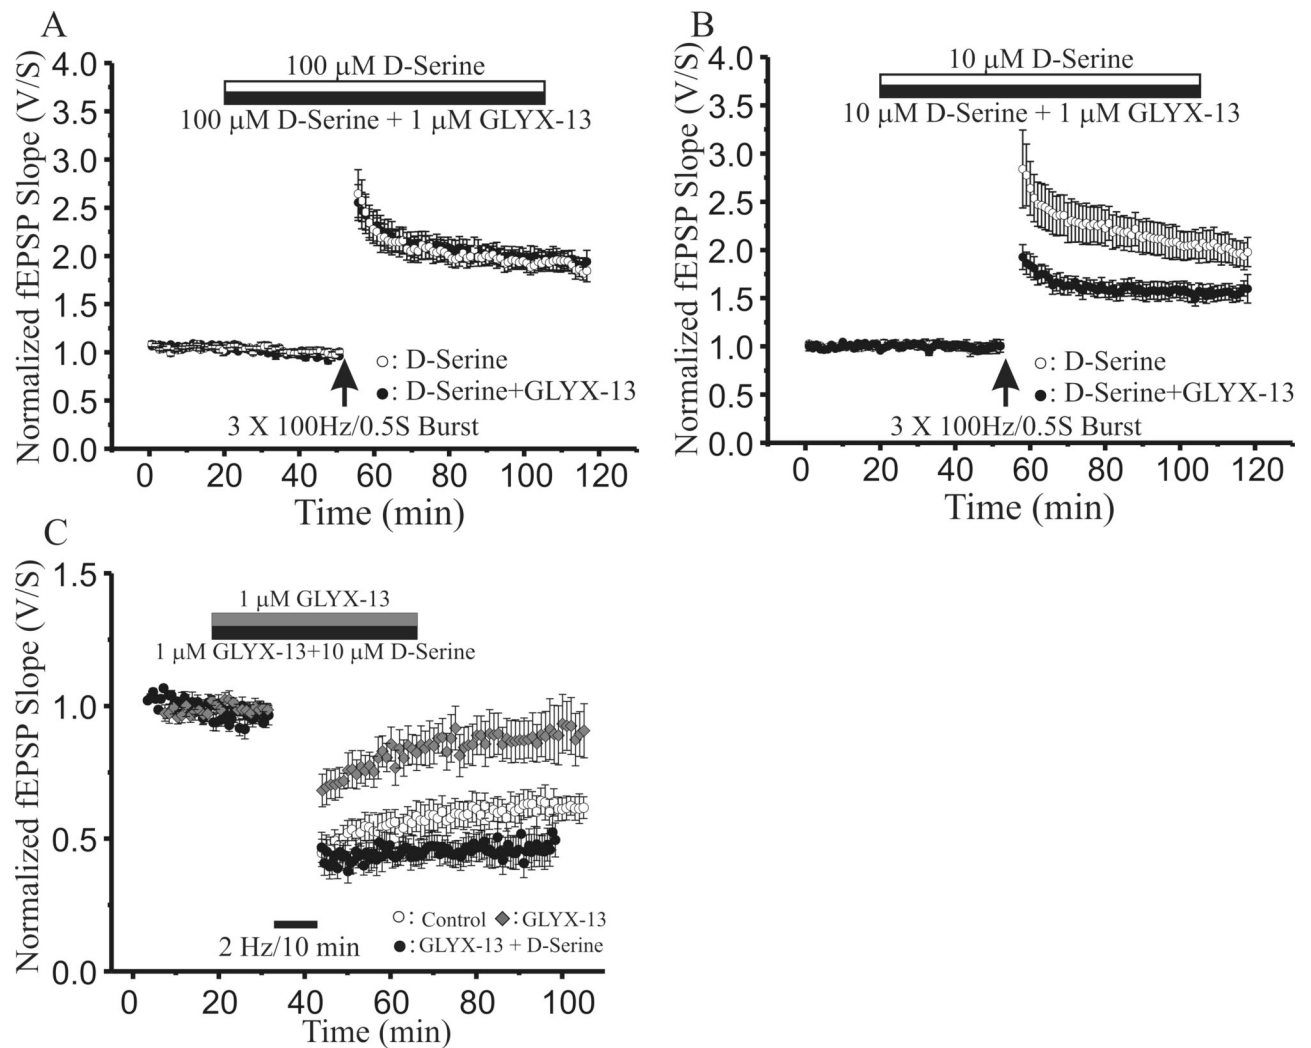 A
Normalized fEPSP Slope (V/S)
4.0
3.5
3.0
2.5
2.0
1.5
1.0
0.5
0.0
100 μM D-Serine
100 μM D-Serine + 1 μM GLYX-13
○: D-Serine
●: D-Serine+GLYX-13
3 X 100Hz/0.5S Burst
0 20 40 60 80 100 120
Time (min)
B
Normalized fEPSP Slope (V/S)
4.0
3.5
3.0
2.5
2.0
1.5
1.0
0.5
0.0
10 μM D-Serine
10 μM D-Serine + 1 μM GLYX-13
○: D-Serine
●: D-Serine+GLYX-13
3 X 100Hz/0.5S Burst
0 20 40 60 80 100 120
Time (min)
C
Normalized fEPSP Slope (V/S)
1.5
1.0
0.5
0.0
1 μM GLYX-13
1 μM GLYX-13+10 μM D-Serine
○: Control ◆: GLYX-13
●: GLYX-13 + D-Serine
2 Hz/10 min
0 20 40 60 80 100
Time (min)